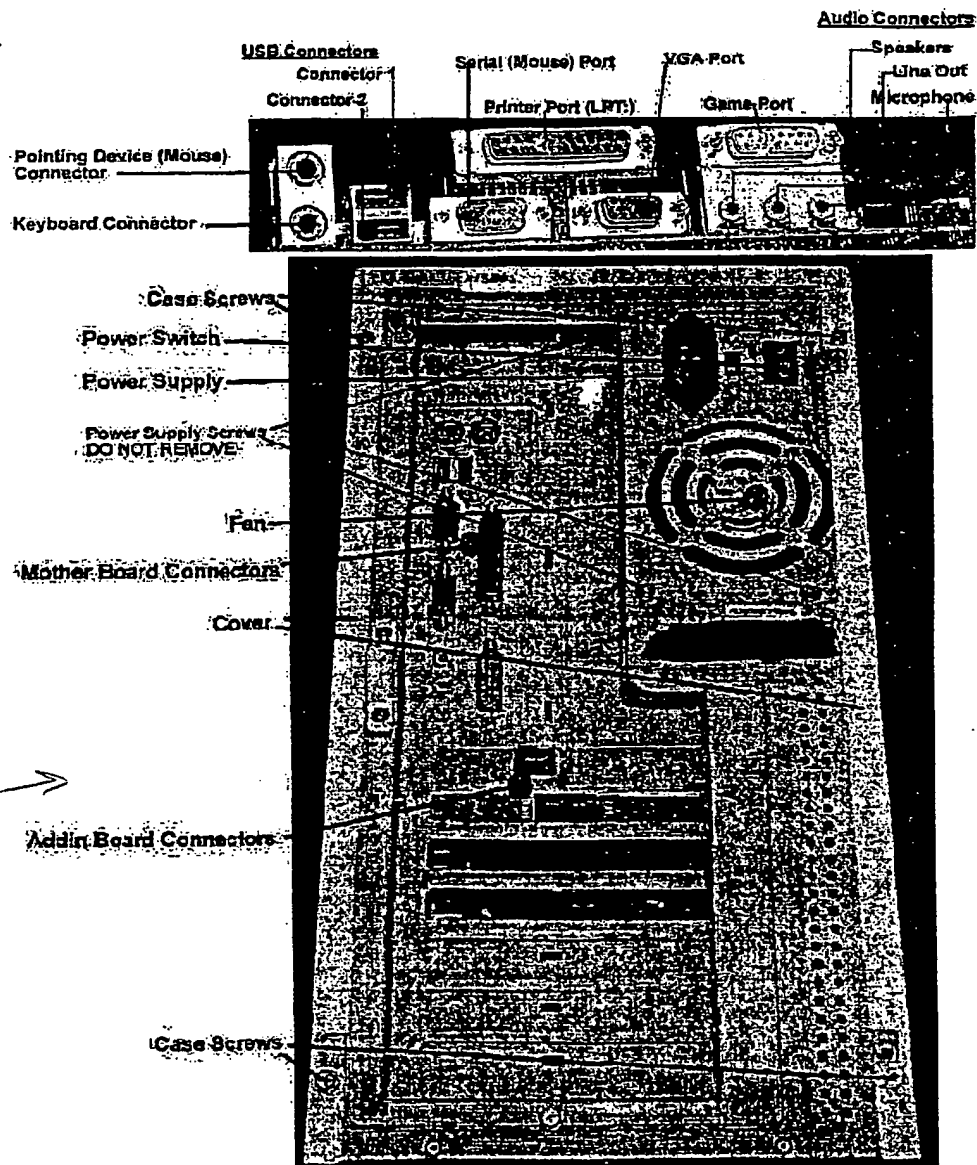 Audio Connectors
USB Connectors
Speakers
Connector 1
Serial (Mouse) Port
VGA Port
Line Out
Connector 2
Printer Port (LPT:)
Game Port
Microphone
Pointing Device (Mouse)
Connector
Keyboard Connector
Case Screws
Power Switch
Power Supply
Power Supply Screws
DO NOT REMOVE
Fan
Mother Board Connectors
Cover
Addin Board Connectors
Case Screws